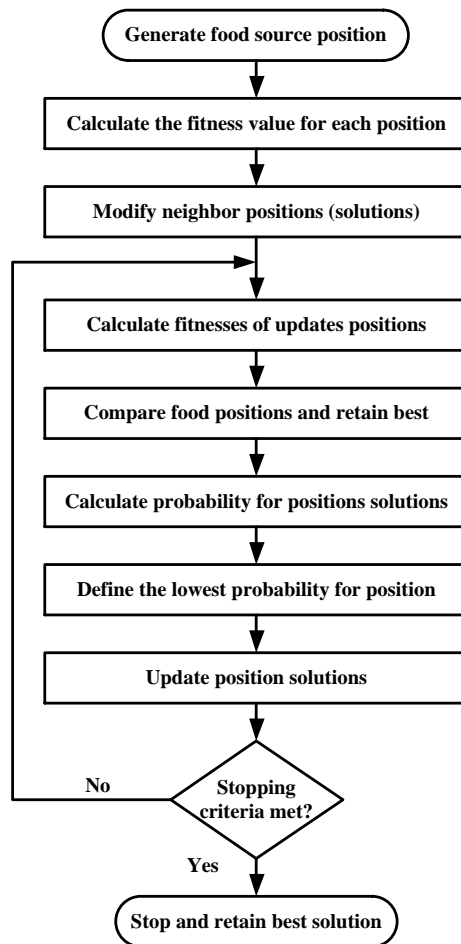 Generate food source position
Calculate the fitness value for each position
Modify neighbor positions (solutions)
Calculate fitnesses of updates positions
Compare food positions and retain best
Calculate probability for positions solutions
Define the lowest probability for position
Update position solutions
No
Stopping
criteria met?
Yes
Stop and retain best solution